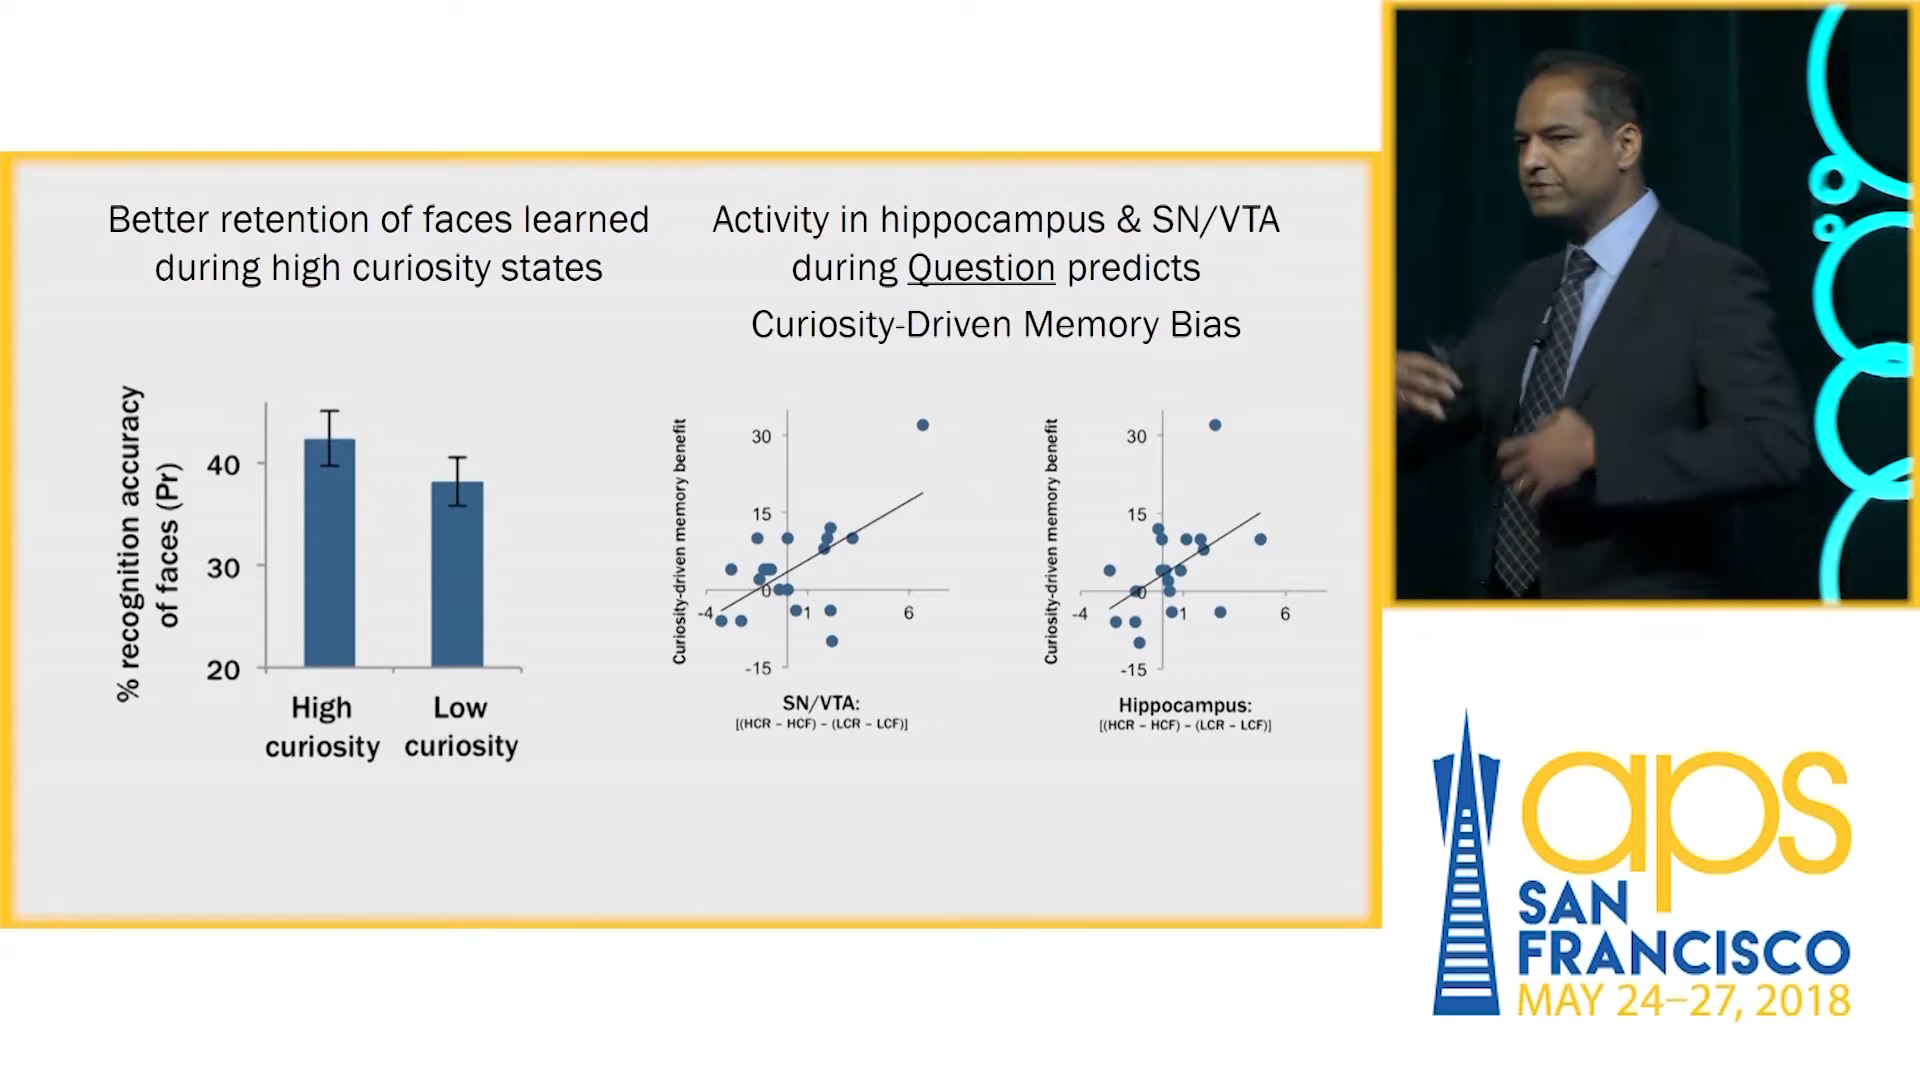 Better retention of faces learned
during high curiosity states
% recognition accuracy
of faces (Pr)
40
30
20
High
curiosity
Low
curiosity
Activity in hippocampus & SN/VTA
during Question predicts
Curiosity-Driven Memory Bias
Curiosity-driven memory benefit
30
15
0
-4
1
6
-15
SN/VTA:
[(HCR – HCF) – (LCR – LCF)]
Curiosity-driven memory benefit
30
15
0
-4
1
6
-15
Hippocampus:
[(HCR – HCF) – (LCR – LCF)]
aps
SAN
FRANCISCO
MAY 24–27, 2018